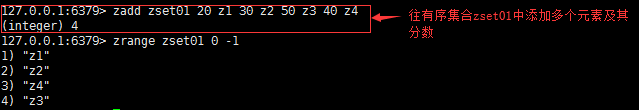 127.0.0.1:6379> zadd zset01 20 z1 30 z2 50 z3 40 z4
(integer) 4
往有序集合zset01中添加多个元素及其
分数
127.0.0.1:6379> zrange zset01 0 -1
1) "z1"
2) "z2"
3) "z4"
4) "z3"